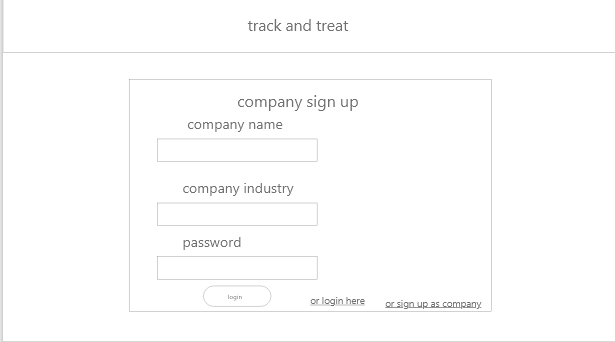 track and treat
company sign up
company name
company industry
password
login
or login here
or sign up as company